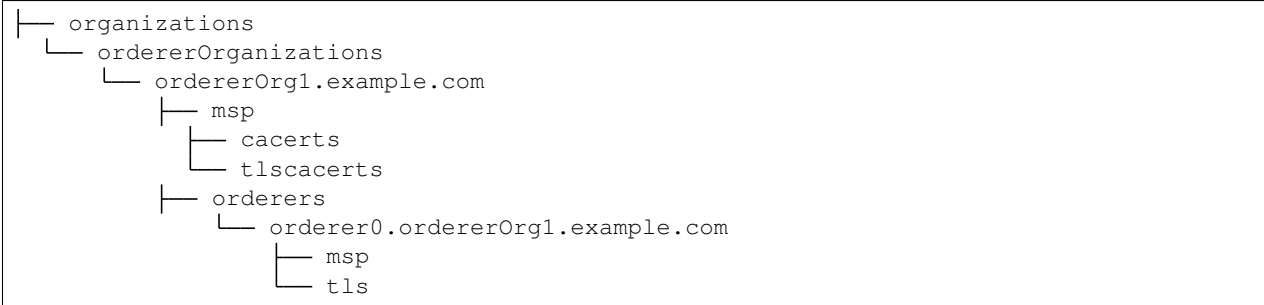 ├── organizations
  └── ordererOrganizations
      └── ordererOrg1.example.com
          ├── msp
            ├── cacerts
            └── tlscacerts
          ├── orderers
              └── orderer0.ordererOrg1.example.com
                  ├── msp
                  └── tls